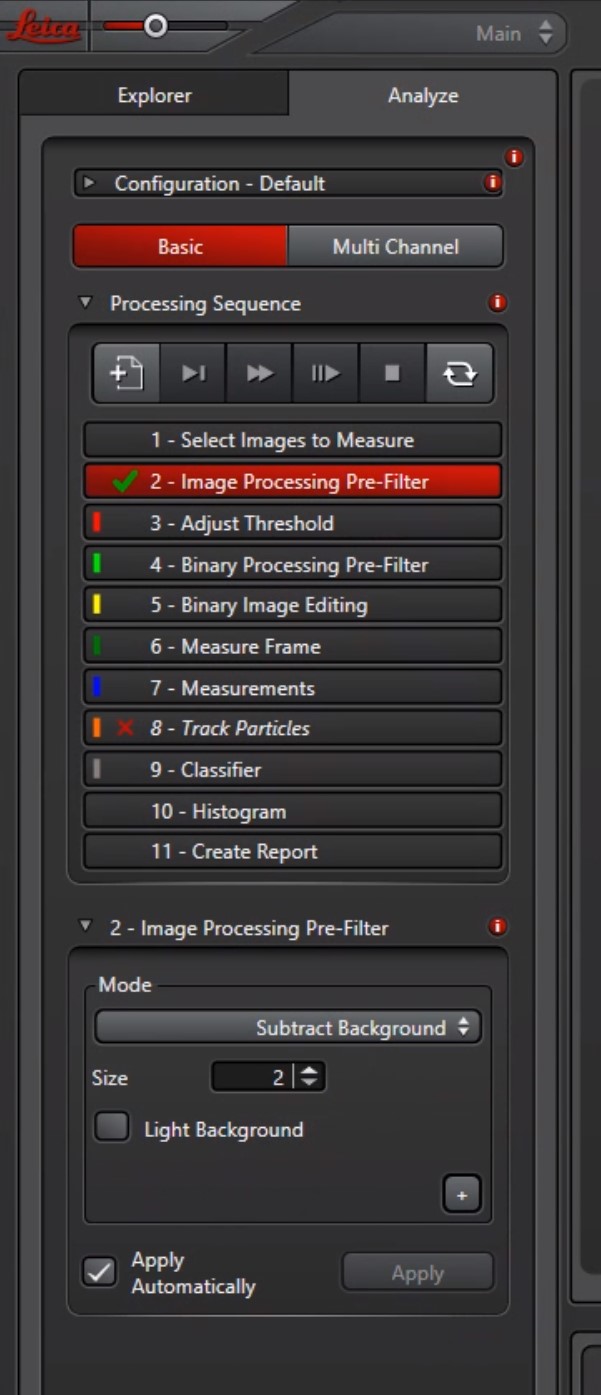 Leica
Main
Explorer
Analyze
Configuration - Default
Basic
Multi Channel
Processing Sequence
1 - Select Images to Measure
2 - Image Processing Pre-Filter
3 - Adjust Threshold
4 - Binary Processing Pre-Filter
5 - Binary Image Editing
6 - Measure Frame
7 - Measurements
8 - Track Particles
9 - Classifier
10 - Histogram
11 - Create Report
2 - Image Processing Pre-Filter
Mode
Subtract Background
Size
2
Light Background
+
Apply
Automatically
Apply